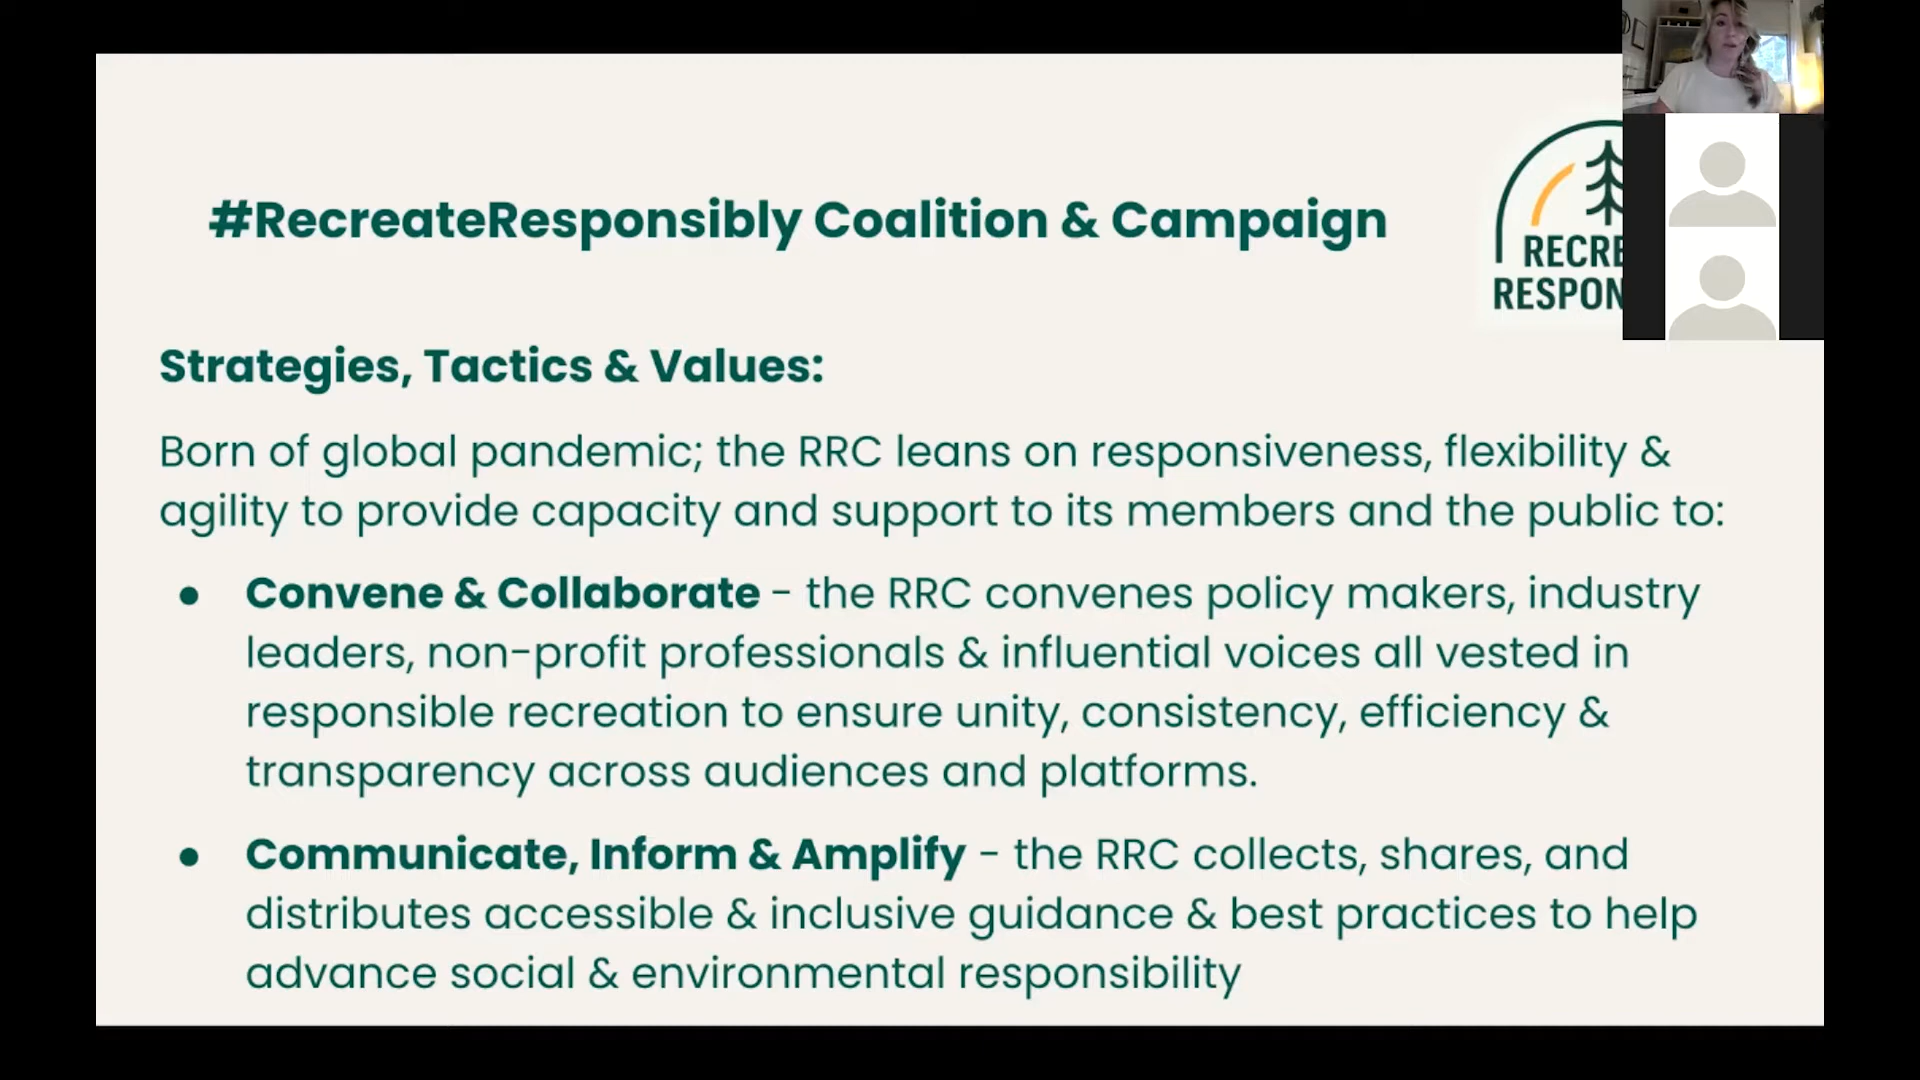 #RecreateResponsibly Coalition & Campaign
RECRE
RESPON
Strategies, Tactics & Values:
Born of global pandemic; the RRC leans on responsiveness, flexibility &
agility to provide capacity and support to its members and the public to:
● Convene & Collaborate - the RRC convenes policy makers, industry
leaders, non-profit professionals & influential voices all vested in
responsible recreation to ensure unity, consistency, efficiency &
transparency across audiences and platforms.
● Communicate, Inform & Amplify - the RRC collects, shares, and
distributes accessible & inclusive guidance & best practices to help
advance social & environmental responsibility